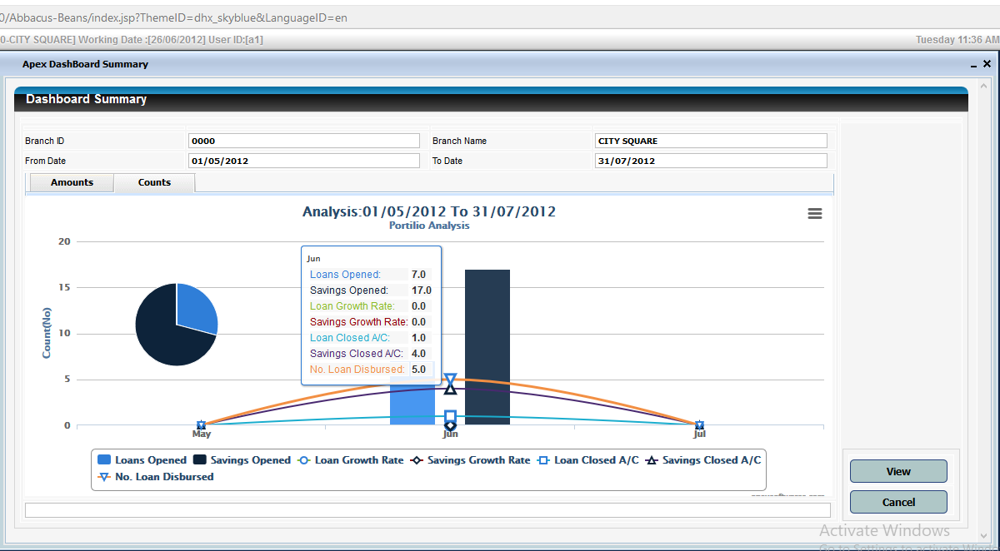 0/Abbacus-Beans/index.jsp?ThemeID=dhx_skyblue&LanguageID=en
0-CITY SQUARE] Working Date :[26/06/2012] User ID:[a1] Tuesday 11:36 AM
Apex DashBoard Summary
Dashboard Summary
Branch ID 0000 Branch Name CITY SQUARE
From Date 01/05/2012 To Date 31/07/2012
Amounts Counts
Analysis:01/05/2012 To 31/07/2012
Portilio Analysis
20
15
10
5
0
Count(No)
Jun
Loans Opened: 7.0
Savings Opened: 17.0
Loan Growth Rate: 0.0
Savings Growth Rate: 0.0
Loan Closed A/C: 1.0
Savings Closed A/C: 4.0
No. Loan Disbursed: 5.0
May Jun Jul
Loans Opened Savings Opened Loan Growth Rate Savings Growth Rate Loan Closed A/C Savings Closed A/C
No. Loan Disbursed
View
Cancel
Activate Windows
Go to Settings to activate Windo